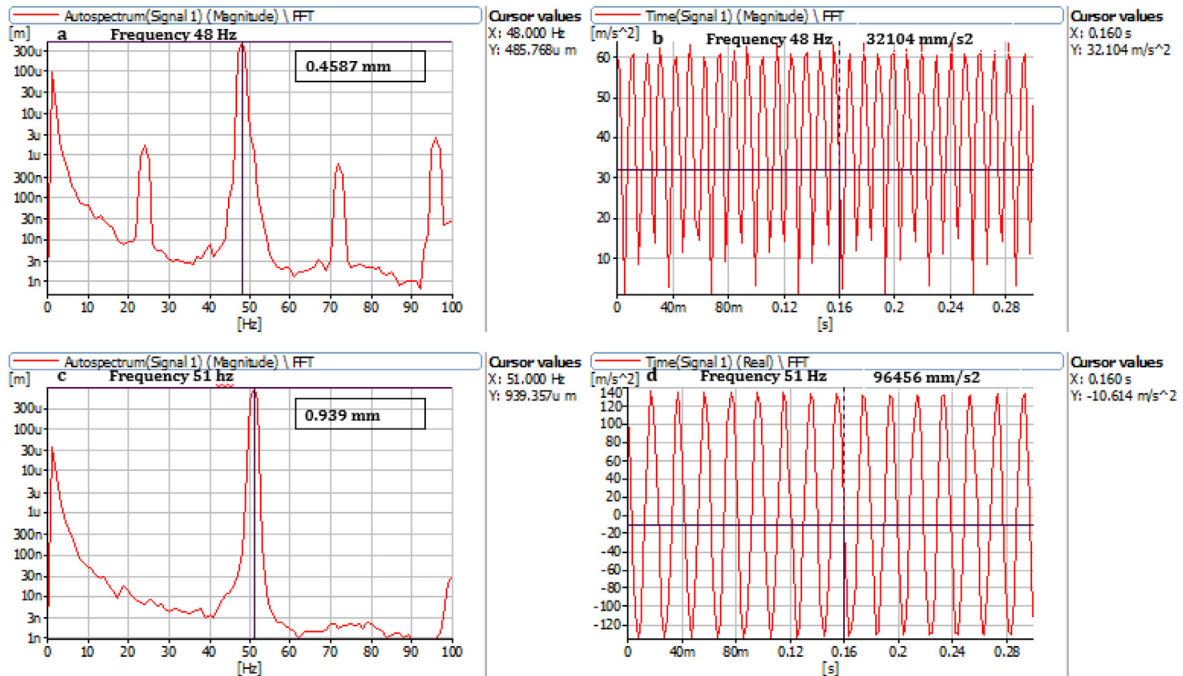 Autospectrum(Signal 1) (Magnitude) \ FFT
Cursor values
X: 48.000 Hz
Y: 485.768u m
[m]
a
Frequency 48 Hz
0.4587 mm
300u
100u
30u
10u
3u
1u
300n
100n
30n
10n
3n
1n
0 10 20 30 40 50 60 70 80 90 100
[Hz]
Time(Signal 1) (Magnitude) \ FFT
Cursor values
X: 0.160 s
Y: 32.104 m/s^2
[m/s^2]
b
Frequency 48 Hz
32104 mm/s2
60
50
40
30
20
10
0 40m 80m 0.12 0.16 0.2 0.24 0.28
[s]
Autospectrum(Signal 1) (Magnitude) \ FFT
Cursor values
X: 51.000 Hz
Y: 939.357u m
[m]
c
Frequency 51 hz
0.939 mm
300u
100u
30u
10u
3u
1u
300n
100n
30n
10n
3n
1n
0 10 20 30 40 50 60 70 80 90 100
[Hz]
Time(Signal 1) (Real) \ FFT
Cursor values
X: 0.160 s
Y: -10.614 m/s^2
[m/s^2]
d
Frequency 51 Hz
96456 mm/s2
140
120
100
80
60
40
20
0
-20
-40
-60
-80
-100
-120
0 40m 80m 0.12 0.16 0.2 0.24 0.28
[s]